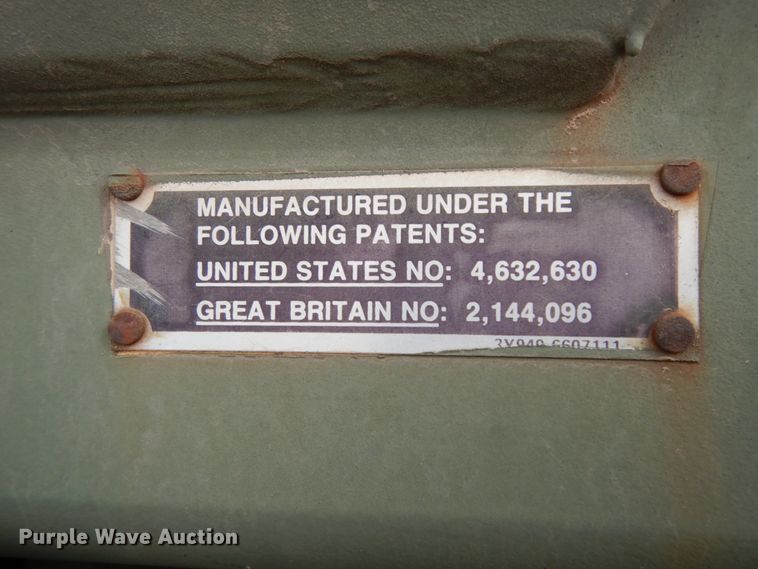 MANUFACTURED UNDER THE
FOLLOWING PATENTS:
UNITED STATES NO: 4,632,630
GREAT BRITAIN NO: 2,144,096
6607111
Purple Wave Auction